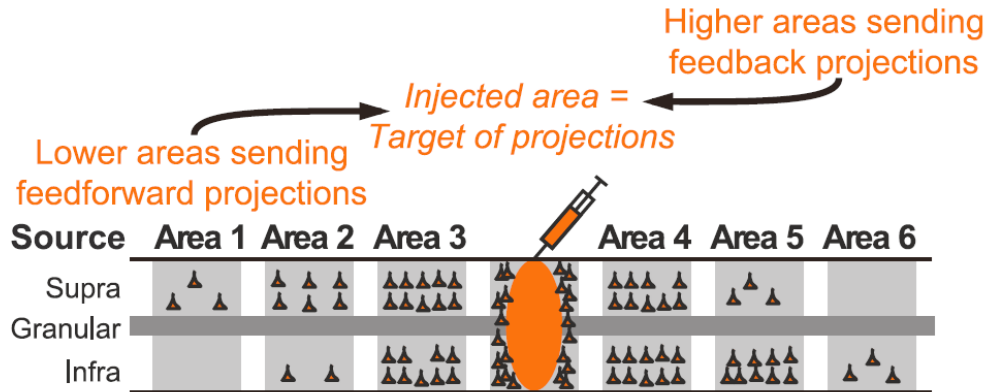 Higher areas sending
feedback projections
Injected area =
Target of projections
Lower areas sending
feedforward projections
Source Area 1 Area 2 Area 3 Area 4 Area 5 Area 6
Supra
Granular
Infra